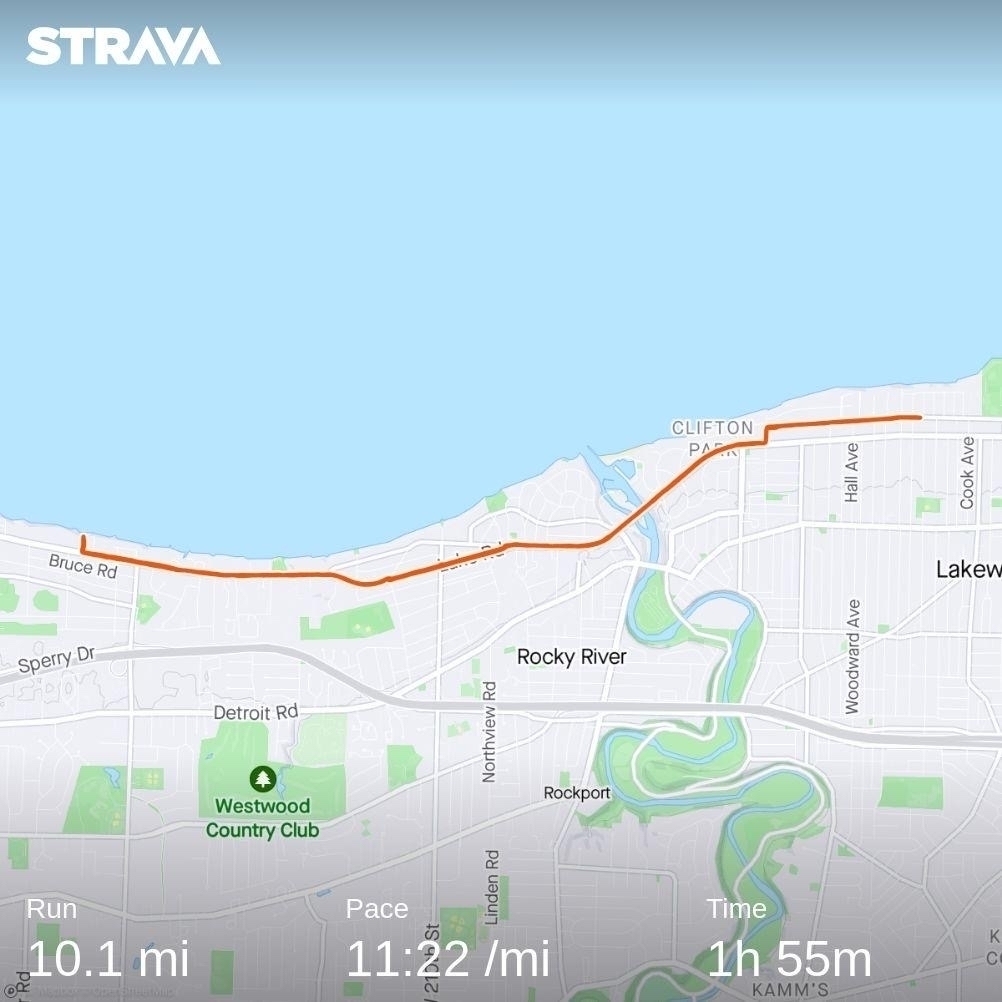 STRAVA
CLIFTON
PARK
Hall Ave
Cook Ave
Bruce Rd
Lake Rd
Lakew
Sperry Dr
Rocky River
Woodward Ave
Detroit Rd
Northview Rd
Westwood
Country Club
Rockport
Linden Rd
Run
Pace
Time
10.1 mi
11:22 /mi
1h 55m
KAMM'S